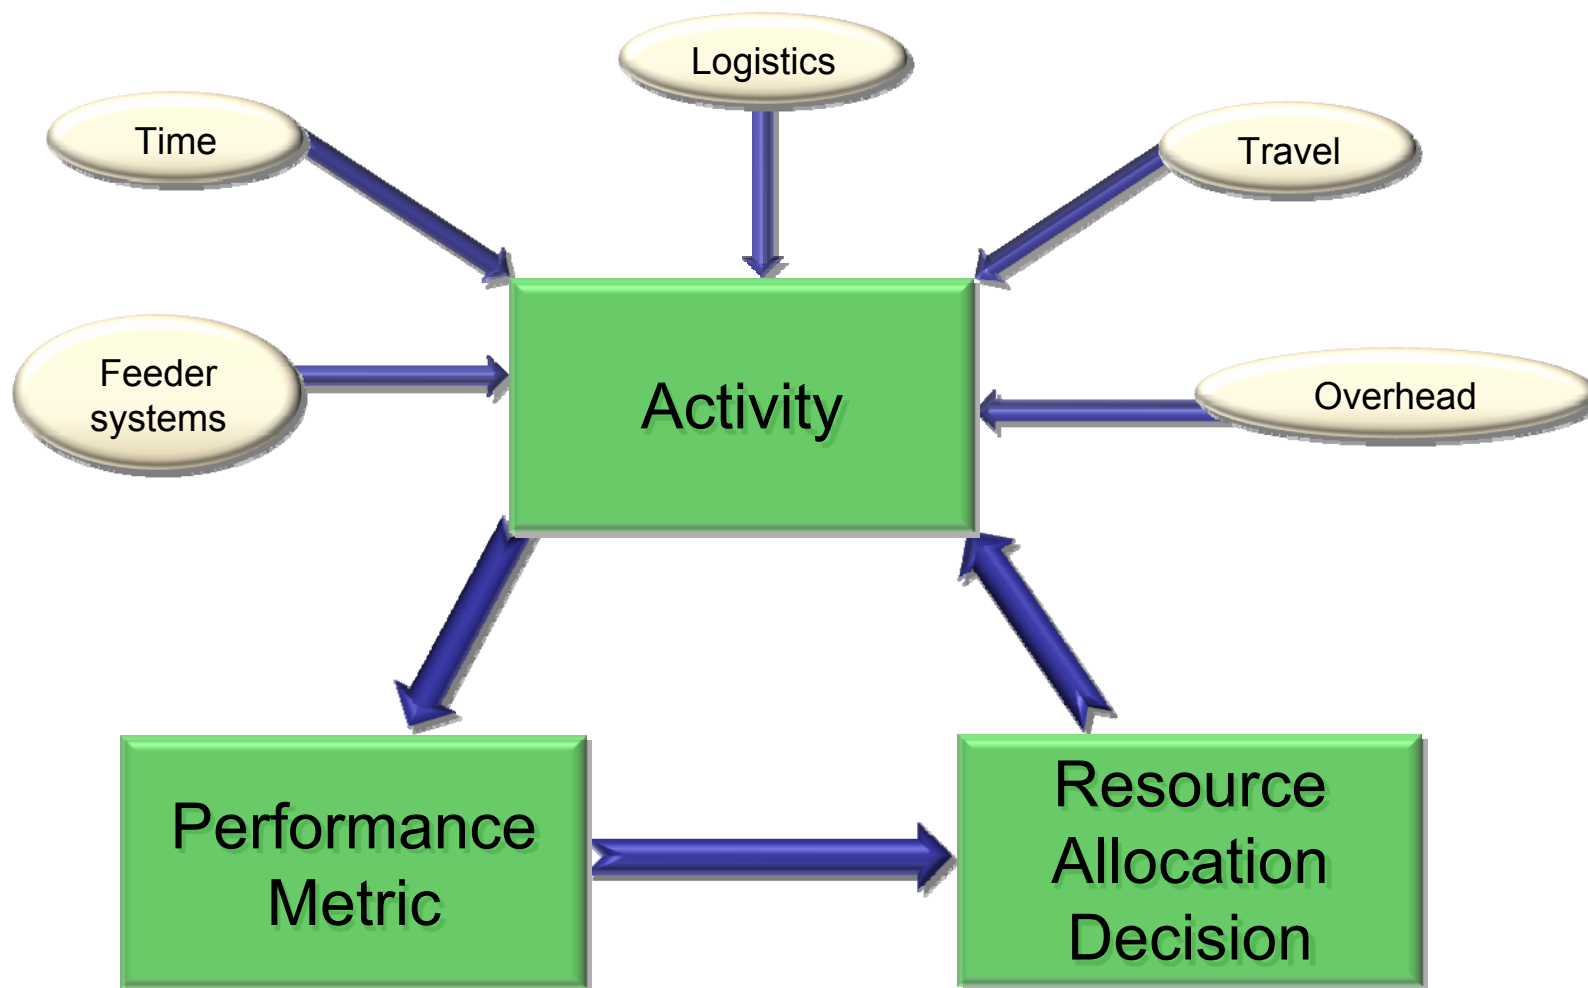 Logistics
Time
Travel
Feeder
systems
Activity
Overhead
Performance
Metric
Resource
Allocation
Decision